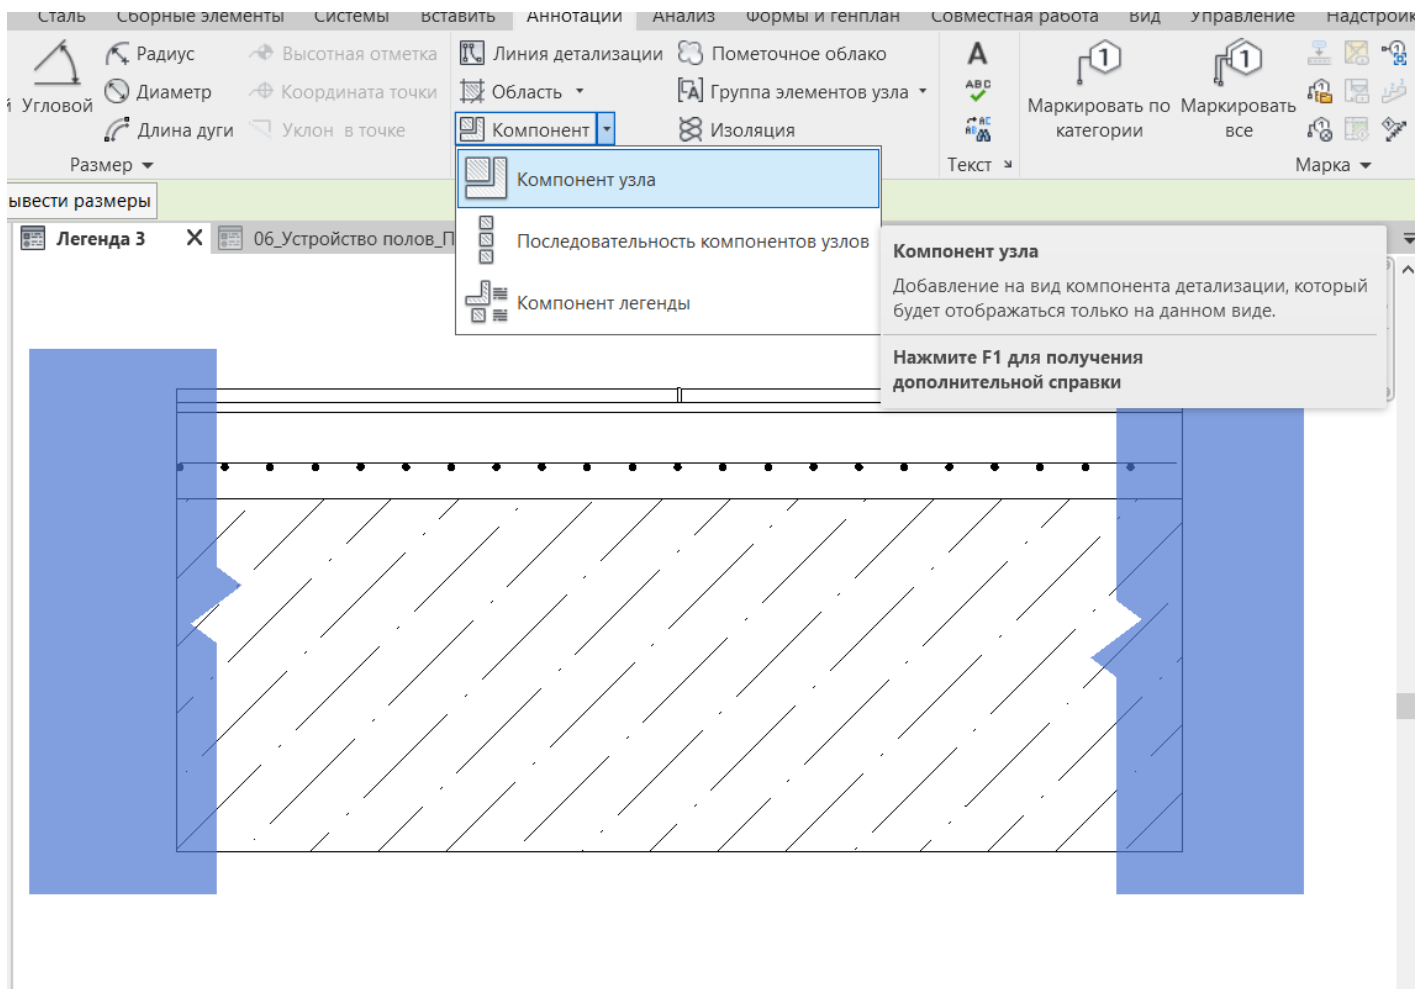 Сталь Сборные элементы Системы Вставить Аннотации Анализ Формы и генплан Совместная работа Вид Управление Надстройк
Радиус Высотная отметка Линия детализации Пометочное облако A
й Угловой Диаметр Координата точки Область Группа элементов узла ABC Маркировать по категории Маркировать все
Длина дуги Уклон в точке Компонент Изоляция
Размер Текст Марка
ывести размеры
Компонент узла
Последовательность компонентов узлов
Компонент легенды
Легенда 3 06_Устройство полов_П
Компонент узла
Добавление на вид компонента детализации, который
будет отображаться только на данном виде.
Нажмите F1 для получения
дополнительной справки